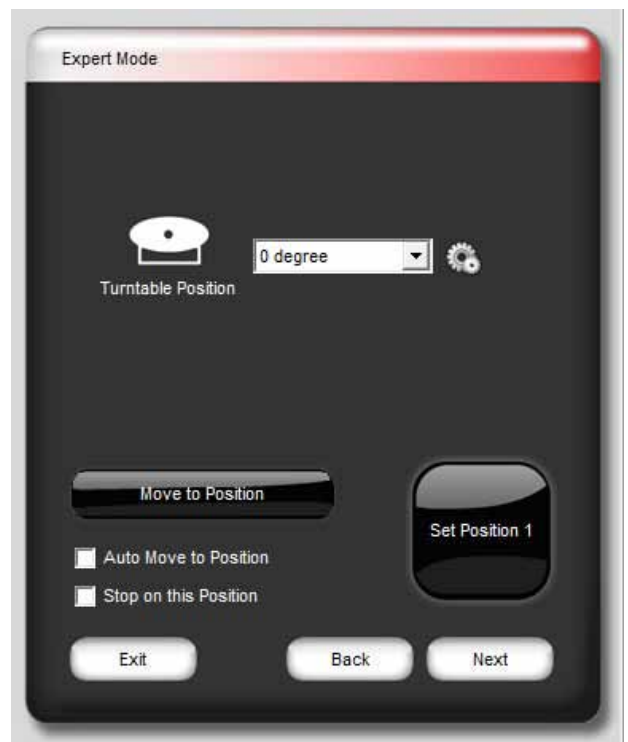 Expert Mode
0 degree
Turntable Position
Move to Position
Set Position 1
Auto Move to Position
Stop on this Position
Exit
Back
Next